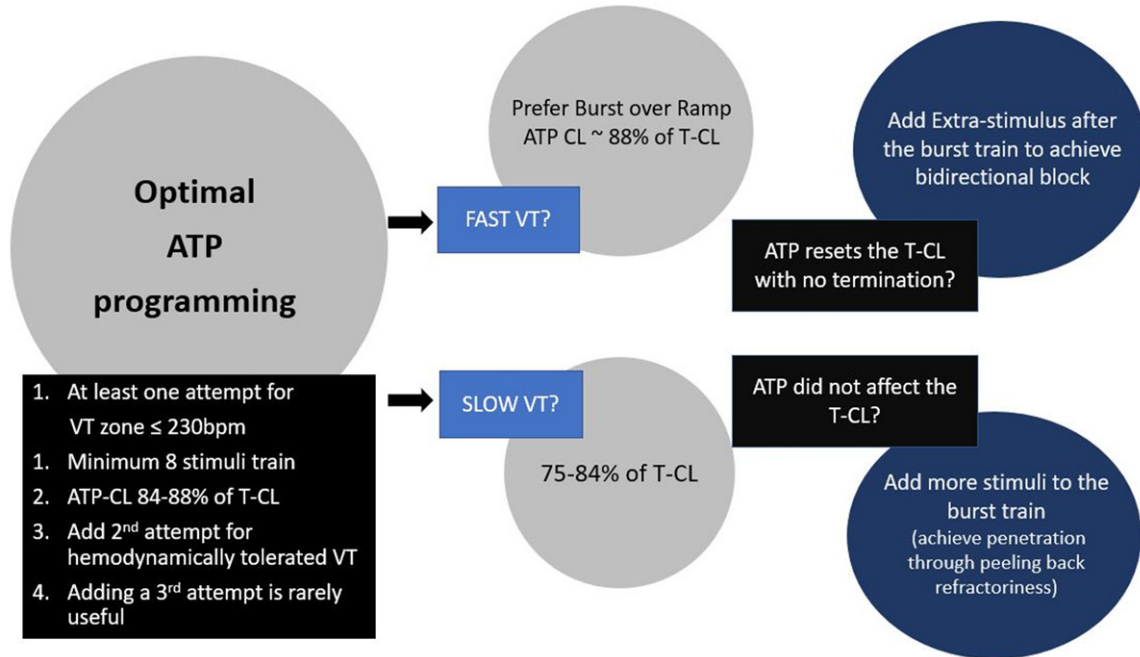 Optimal
ATP
programming
1. At least one attempt for
VT zone ≤ 230bpm
1. Minimum 8 stimuli train
2. ATP-CL 84-88% of T-CL
3. Add 2nd attempt for
hemodynamically tolerated VT
4. Adding a 3rd attempt is rarely
useful
FAST VT?
Prefer Burst over Ramp
ATP CL ~ 88% of T-CL
SLOW VT?
75-84% of T-CL
ATP resets the T-CL
with no termination?
Add Extra-stimulus after
the burst train to achieve
bidirectional block
ATP did not affect the
T-CL?
Add more stimuli to the
burst train
(achieve penetration
through peeling back
refractoriness)